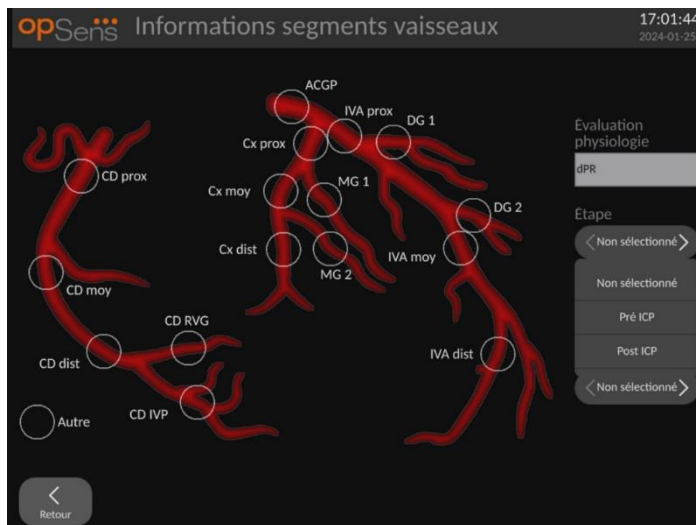 opSens Informations segments vaisseaux
17:01:44
2024-01-25
ACGP
IVA prox
DG 1
Cx prox
CD prox
Cx moy
MG 1
DG 2
Cx dist
MG 2
IVA moy
CD moy
CD RVG
CD dist
IVA dist
CD IVP
Autre
Évaluation
physiologie
dPR
Étape
Non sélectionné
Non sélectionné
Pré ICP
Post ICP
Non sélectionné
Retour